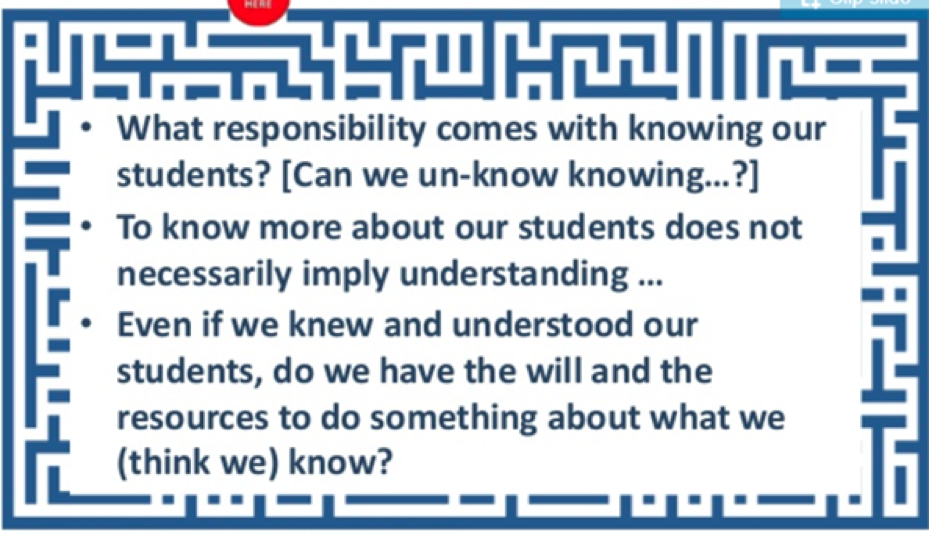 HERE
Clip Slide
• What responsibility comes with knowing our
students? [Can we un-know knowing...?]
• To know more about our students does not
necessarily imply understanding ...
• Even if we knew and understood our
students, do we have the will and the
resources to do something about what we
(think we) know?